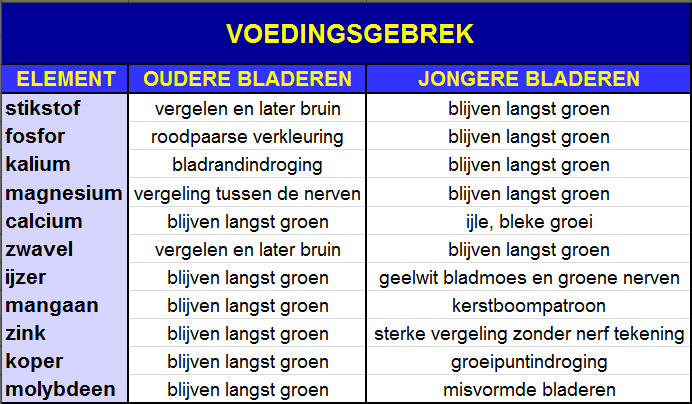 VOEDINGSGEBREK
ELEMENT OUDERE BLADEREN JONGERE BLADEREN
stikstof vergelen en later bruin blijven langst groen
fosfor roodpaarse verkleuring blijven langst groen
kalium bladrandindroging blijven langst groen
magnesium vergeling tussen de nerven blijven langst groen
calcium blijven langst groen ijle, bleke groei
zwavel vergelen en later bruin blijven langst groen
ijzer blijven langst groen geelwit bladmoes en groene nerven
mangaan blijven langst groen kerstboompatroon
zink blijven langst groen sterke vergeling zonder nerf tekening
koper blijven langst groen groeipuntindroging
molybdeen blijven langst groen misvormde bladeren